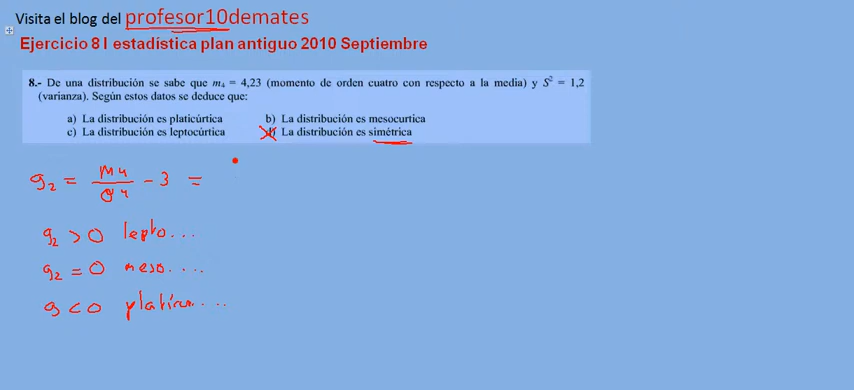 Visita el blog del profesor10demates
Ejercicio 8 I estadística plan antiguo 2010 Septiembre
8.- De una distribución se sabe que m₄ = 4,23 (momento de orden cuatro con respecto a la media) y S² = 1,2
(varianza). Según estos datos se deduce que:
a) La distribución es platicúrtica b) La distribución es mesocurtica
c) La distribución es leptocúrtica d) La distribución es simétrica
g₂ = m₄/σ⁴ - 3 =
g₂ > 0 lepto...
g₂ = 0 meso....
g < 0 platicur....